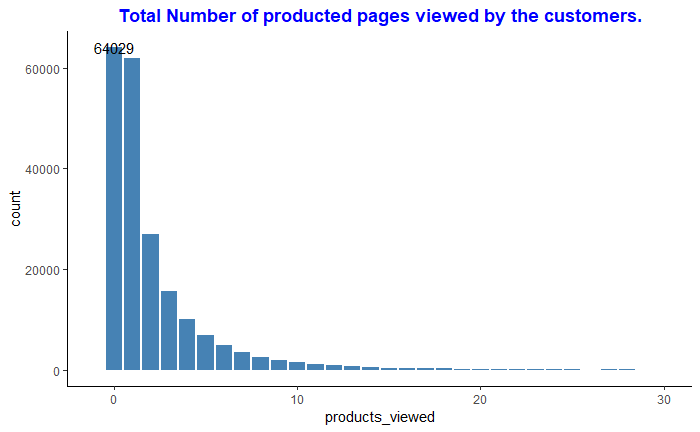 Total Number of producted pages viewed by the customers.
64029
60000
40000
20000
0
count
0 10 20 30
products_viewed